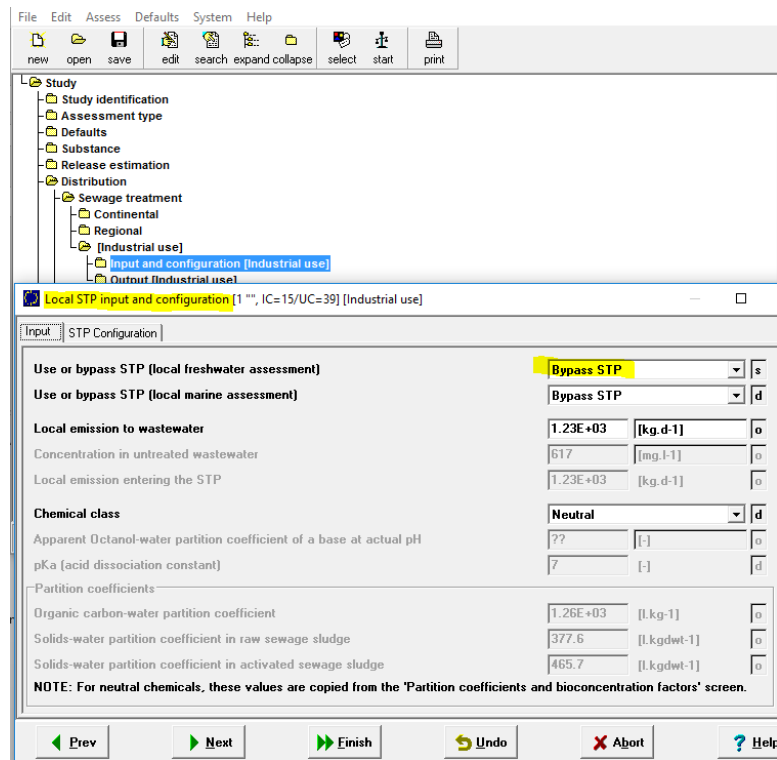 File Edit Assess Defaults System Help
new open save edit search expand collapse select start print
Study
Study identification
Assessment type
Defaults
Substance
Release estimation
Distribution
Sewage treatment
Continental
Regional
[Industrial use]
Input and configuration [Industrial use]
Output [Industrial use]
Local STP input and configuration [1 "", IC=15/UC=39] [Industrial use]
Input STP Configuration
Use or bypass STP (local freshwater assessment) Bypass STP s
Use or bypass STP (local marine assessment) Bypass STP d
Local emission to wastewater 1.23E+03 [kg.d-1] o
Concentration in untreated wastewater 617 [mg.l-1] o
Local emission entering the STP 1.23E+03 [kg.d-1] o
Chemical class Neutral d
Apparent Octanol-water partition coefficient of a base at actual pH ?? [-] o
pKa (acid dissociation constant) 7 [-] d
Partition coefficients
Organic carbon-water partition coefficient 1.26E+03 [l.kg-1] o
Solids-water partition coefficient in raw sewage sludge 377.6 [l.kgdwt-1] o
Solids-water partition coefficient in activated sewage sludge 465.7 [l.kgdwt-1] o
NOTE: For neutral chemicals, these values are copied from the 'Partition coefficients and bioconcentration factors' screen.
Prev Next Finish Undo Abort ? Help